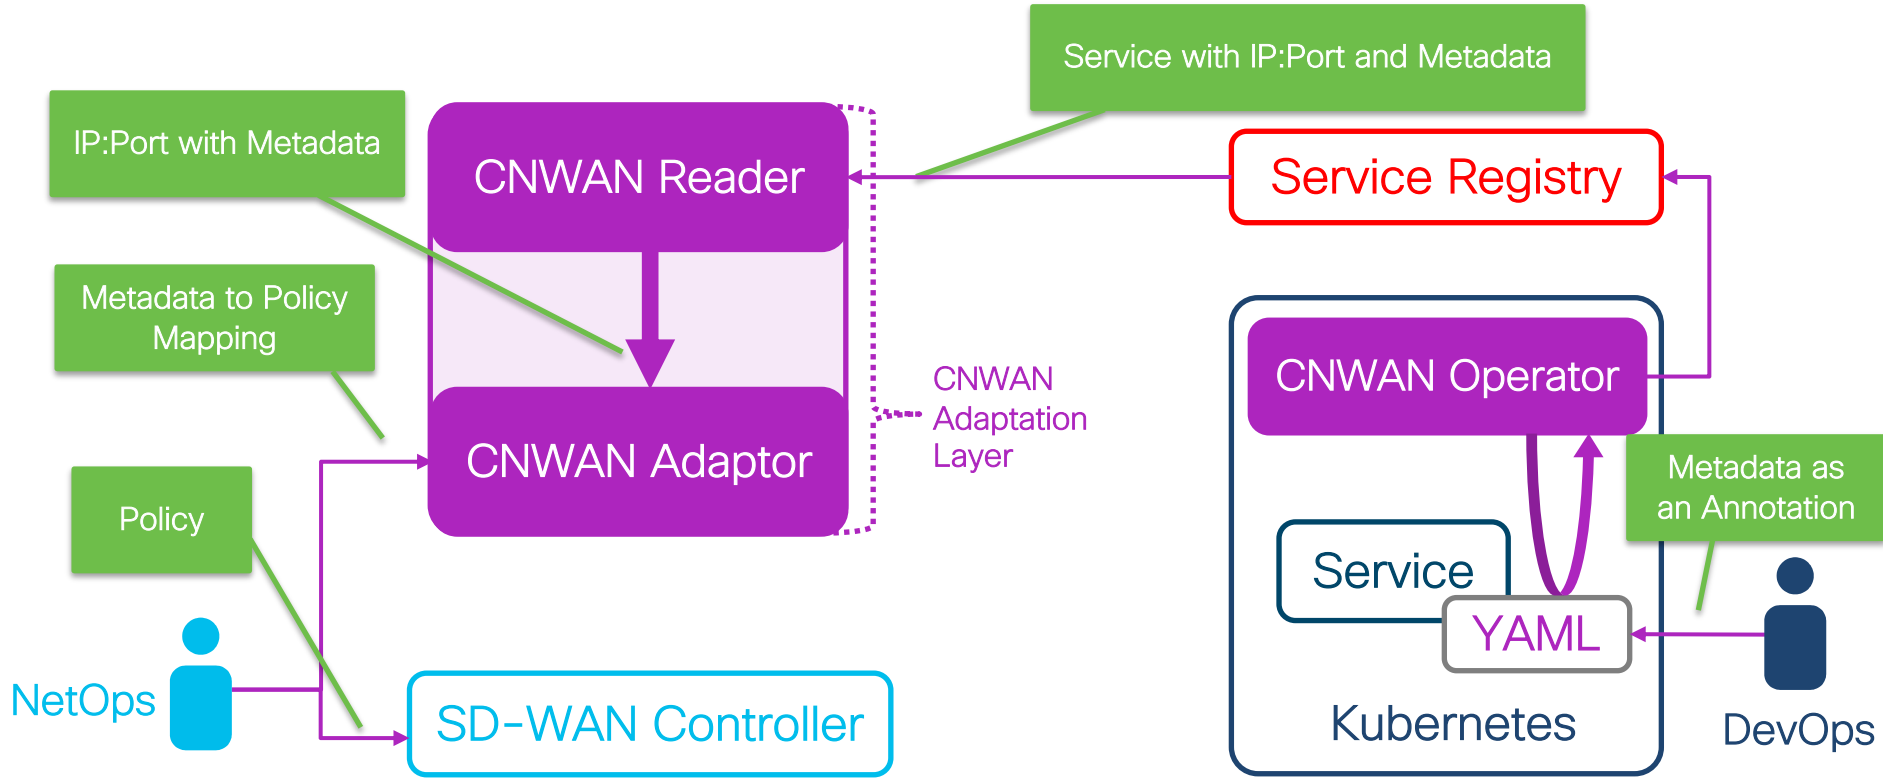 Service with IP:Port and Metadata
IP:Port with Metadata
CNWAN Reader
Service Registry
Metadata to Policy
Mapping
CNWAN
Adaptation
Layer
CNWAN Operator
CNWAN Adaptor
Metadata as
an Annotation
Policy
Service
YAML
NetOps
SD-WAN Controller
Kubernetes
DevOps